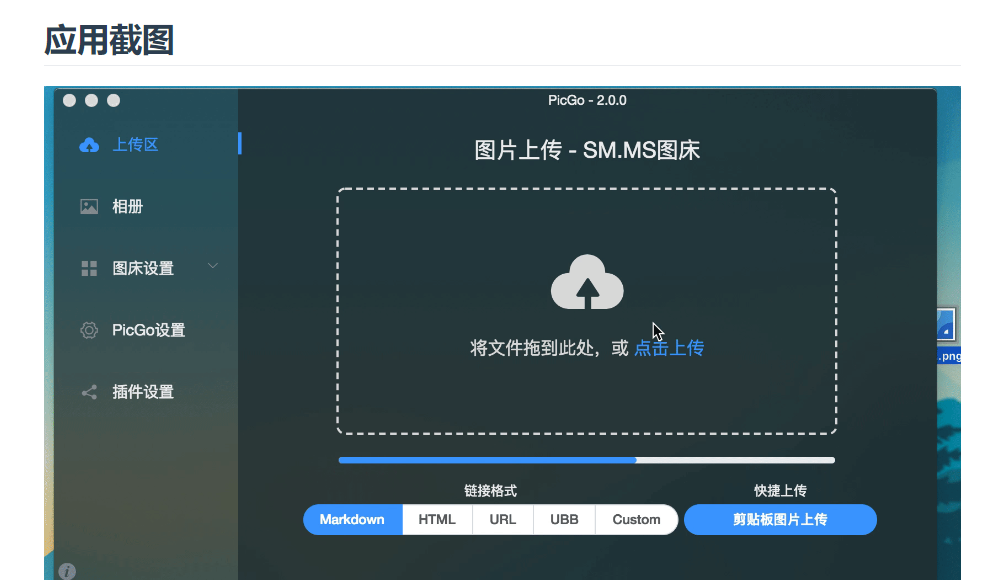 应用截图
PicGo - 2.0.0
上传区
相册
图床设置
PicGo设置
插件设置
图片上传 - SM.MS图床
将文件拖到此处，或 点击上传
链接格式
Markdown HTML URL UBB Custom
快捷上传
剪贴板图片上传
.png